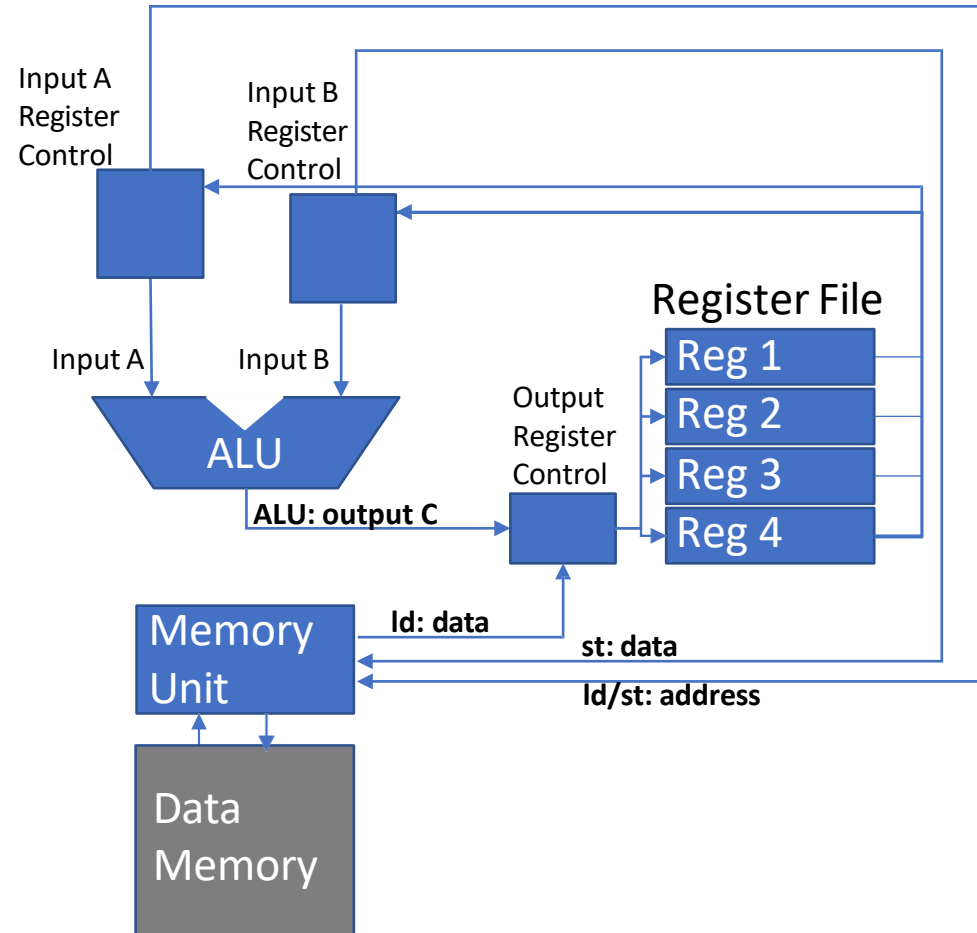 Input A
Register
Control
Input B
Register
Control
Input A
Input B
ALU
ALU: output C
Output
Register
Control
Register File
Reg 1
Reg 2
Reg 3
Reg 4
Memory
Unit
ld: data
st: data
ld/st: address
Data
Memory